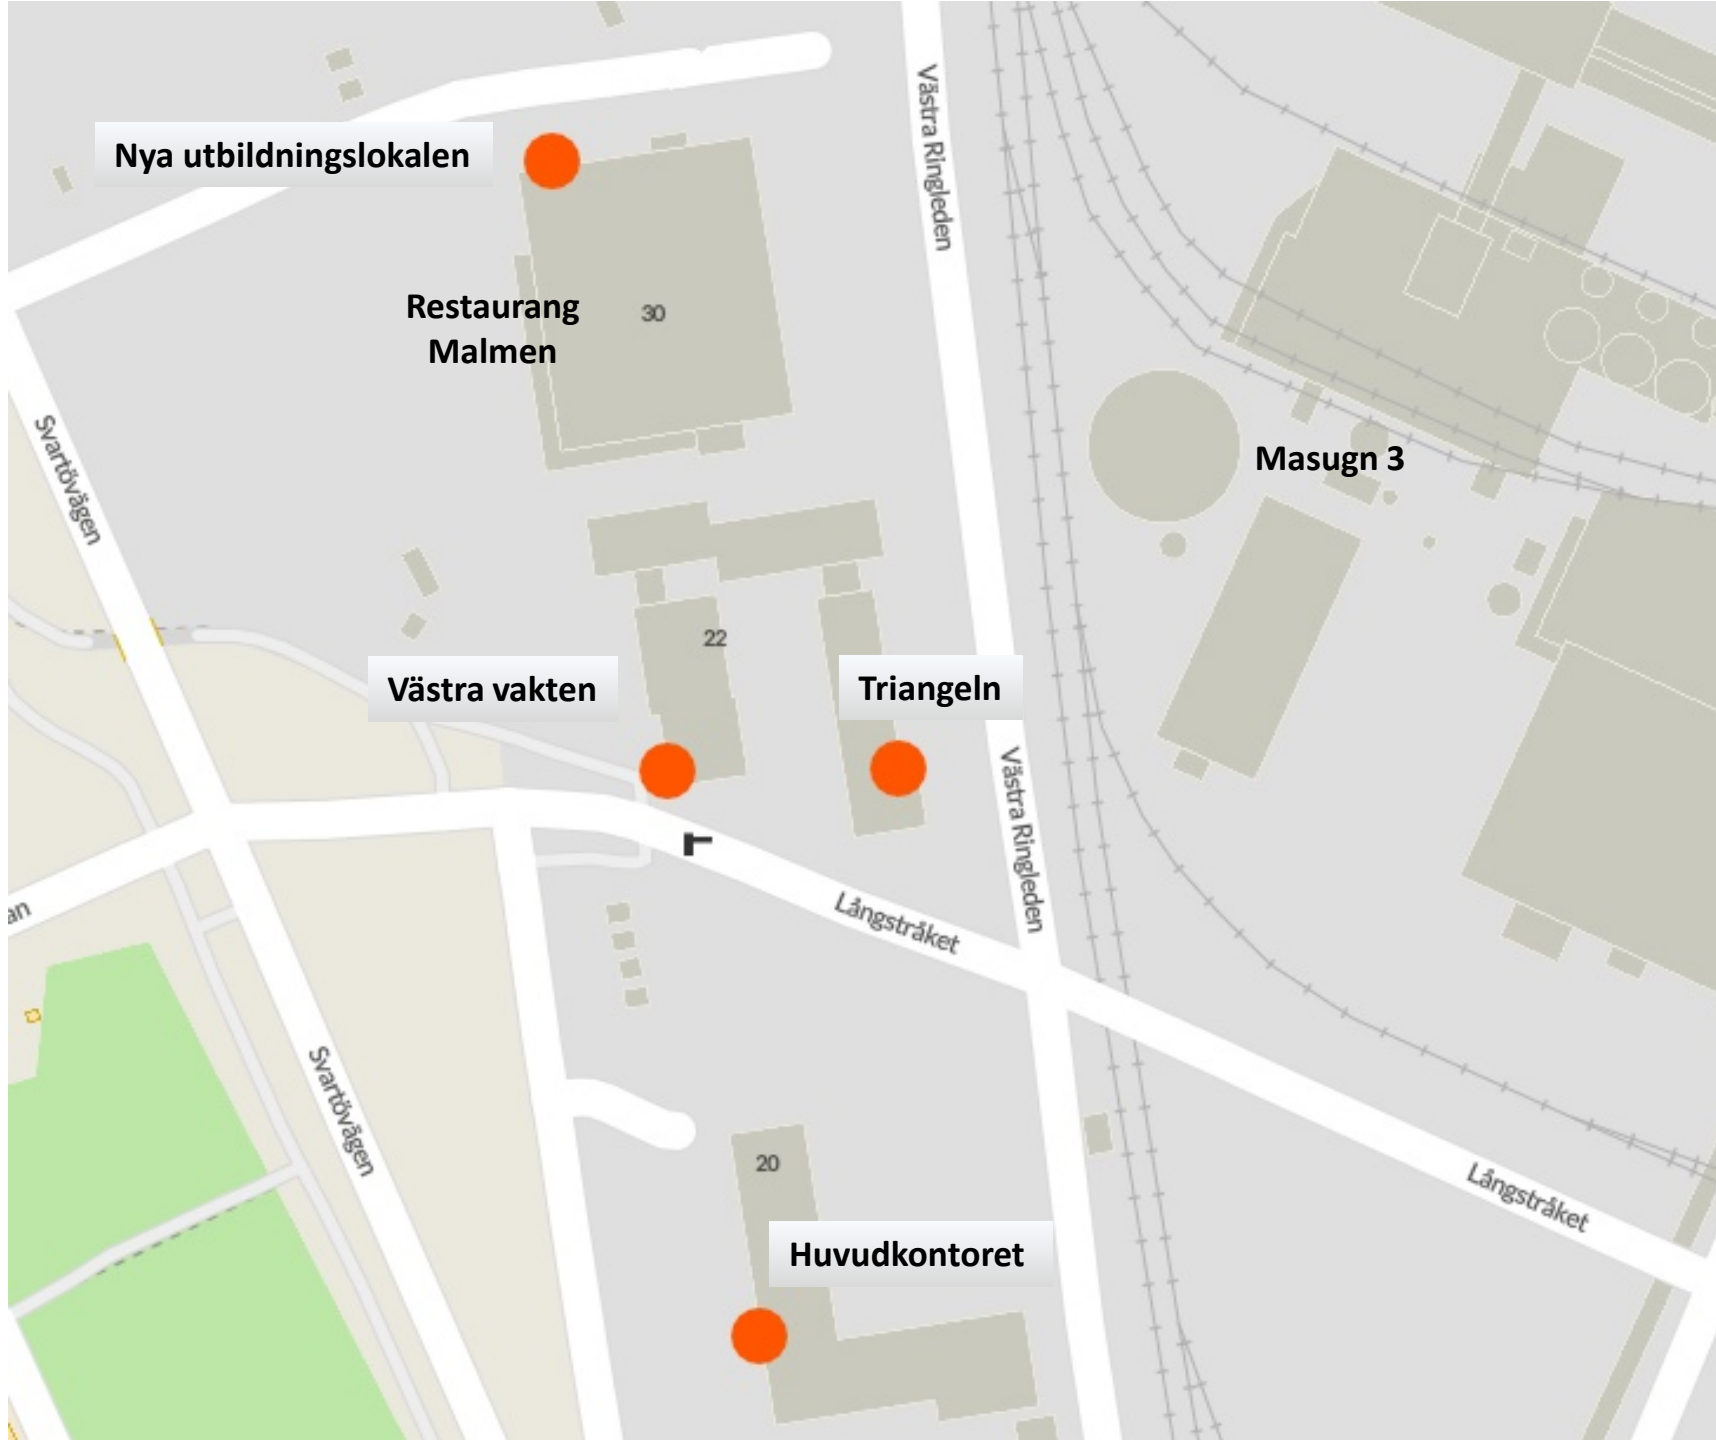 Västra Ringleden
Nya utbildningslokalen
Restaurang
Malmen
30
Svartövägen
Masugn 3
22
Västra vakten
Triangeln
Västra Ringleden
Långstråket
an
Svartövägen
20
Långstråket
Huvudkontoret